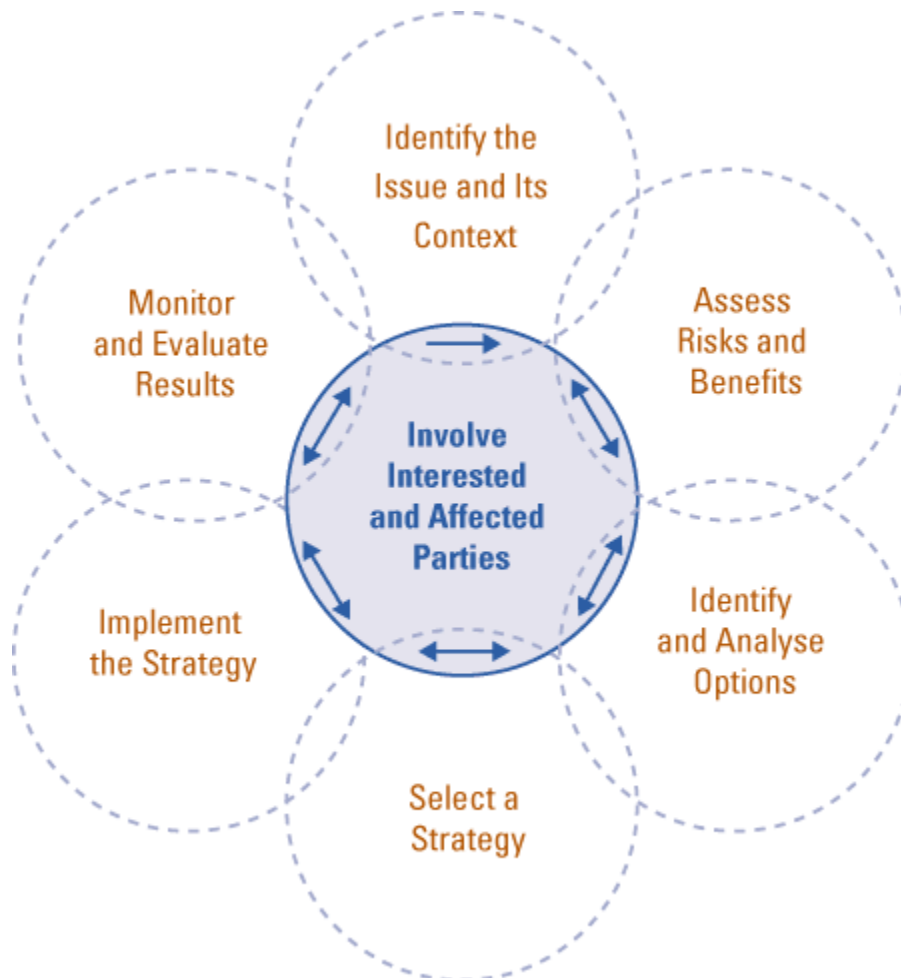 Identify the
Issue and Its
Context
Assess
Risks and
Benefits
Identify
and Analyse
Options
Select a
Strategy
Implement
the Strategy
Monitor
and Evaluate
Results
Involve
Interested
and Affected
Parties